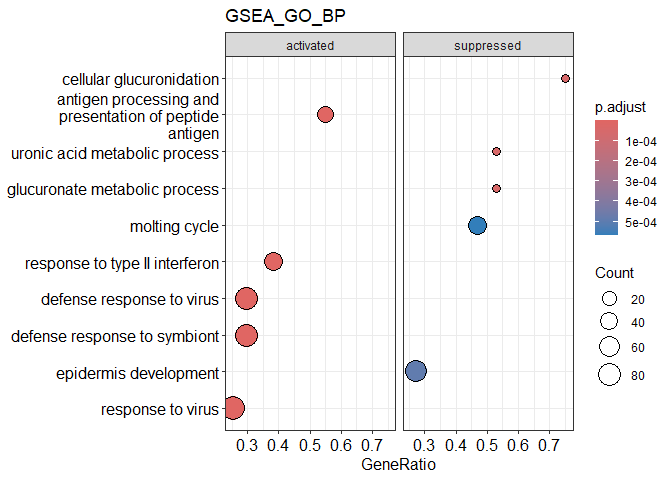 GSEA_GO_BP
activated
suppressed
cellular glucuronidation
antigen processing and
presentation of peptide
antigen
uronic acid metabolic process
glucuronate metabolic process
molting cycle
response to type II interferon
defense response to virus
defense response to symbiont
epidermis development
response to virus
0.3 0.4 0.5 0.6 0.7
0.3 0.4 0.5 0.6 0.7
GeneRatio
p.adjust
1e-04
2e-04
3e-04
4e-04
5e-04
Count
20
40
60
80